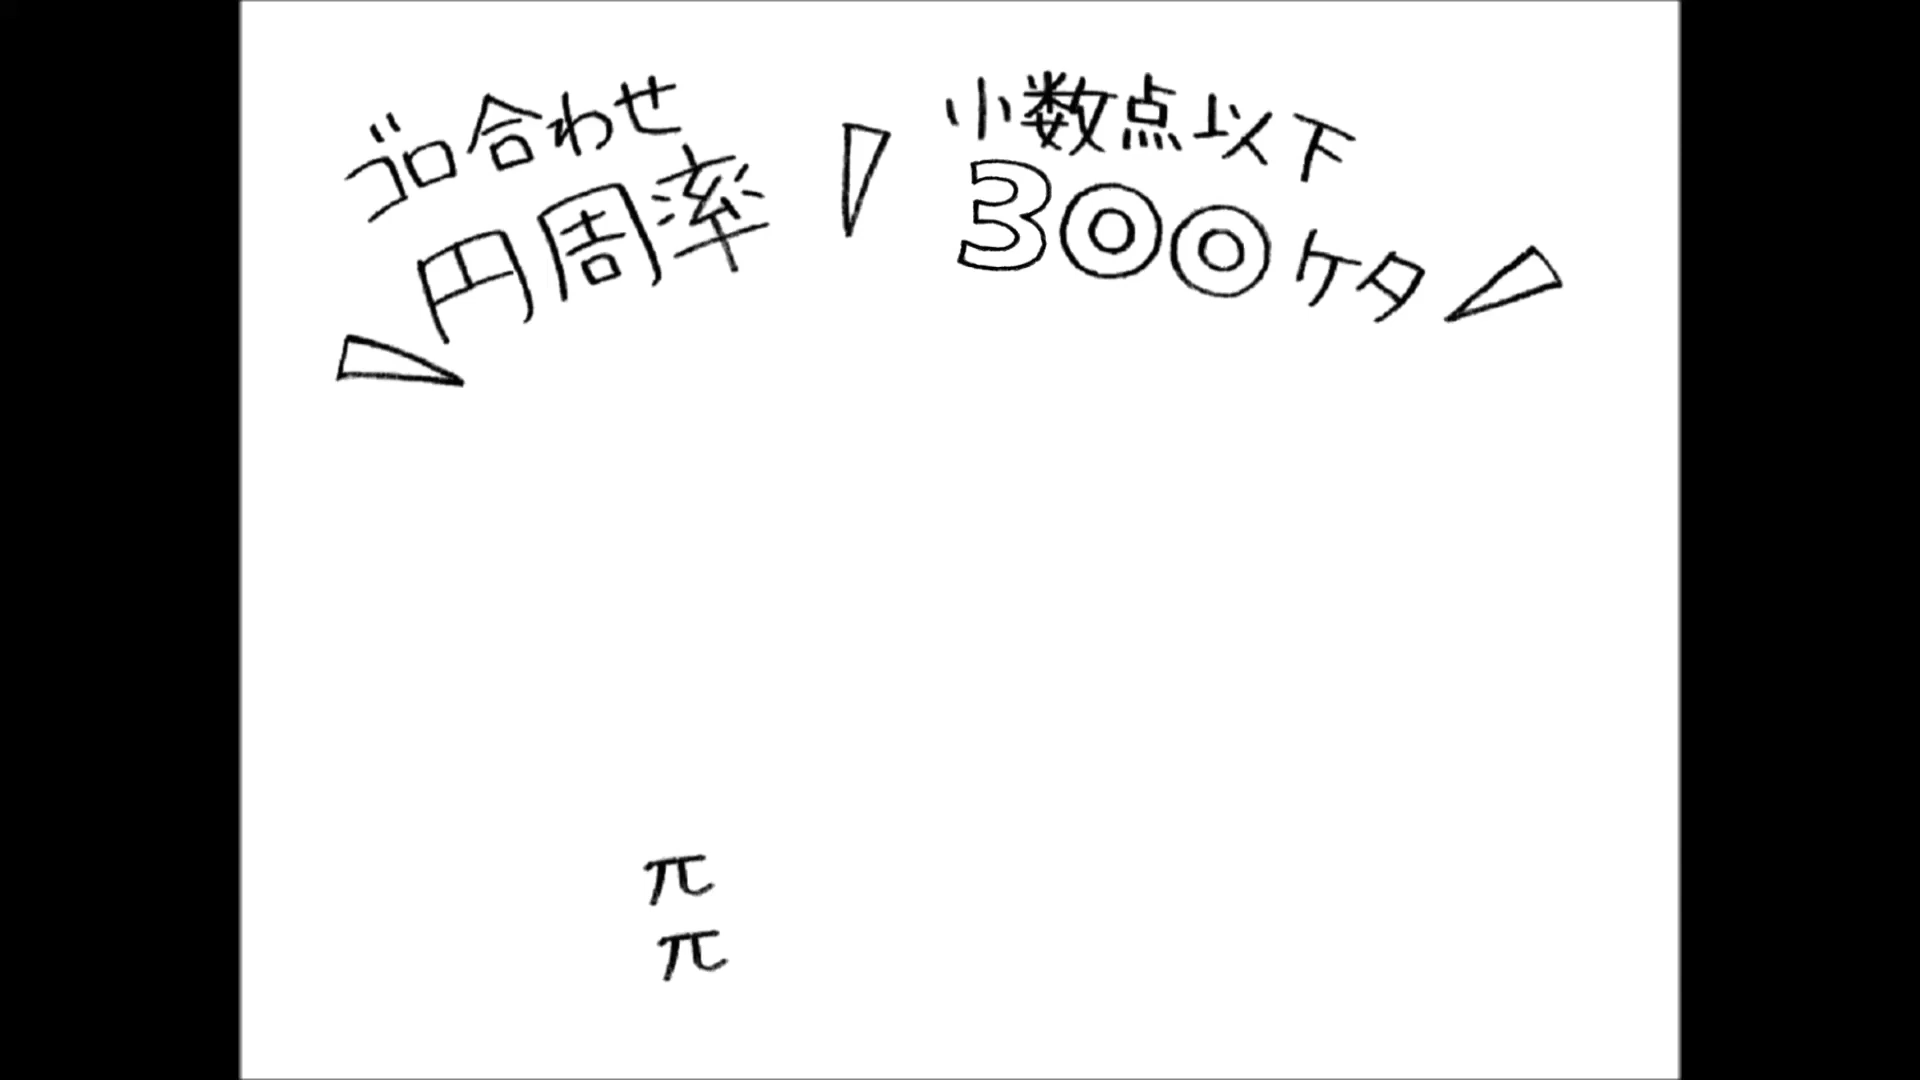 ゴロ合わせ
円周率
小数点以下
300ケタ
π
π